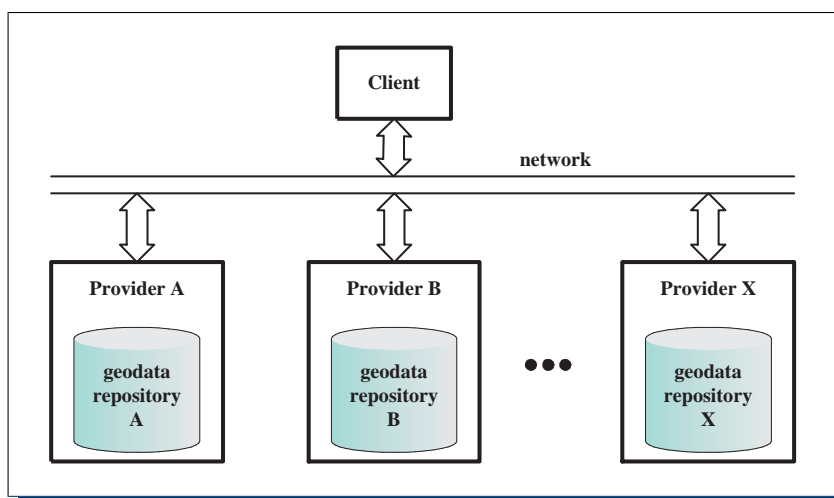 Client
network
Provider A
Provider B
Provider X
geodata
repository
A
geodata
repository
B
geodata
repository
X